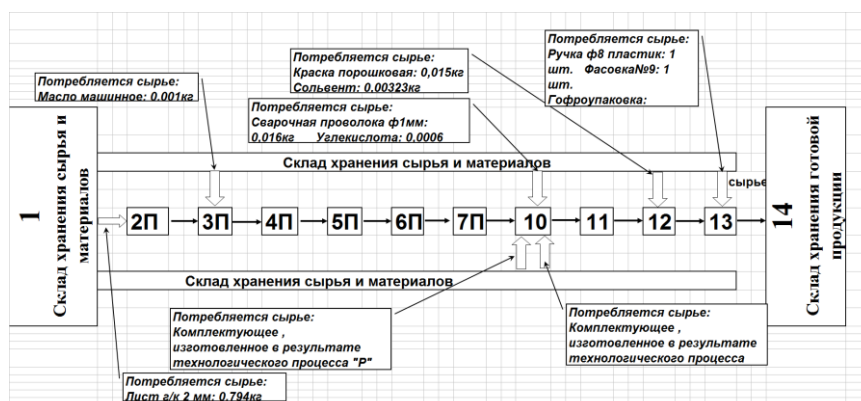 Потребляется сырье:
Краска порошковая: 0,015кг
Сольвент: 0.00323кг
Потребляется сырье:
Ручка ф8 пластик: 1
шт. Фасовка№9: 1
шт.
Гофроупаковка:
Потребляется сырье:
Масло машинное: 0.001кг
Потребляется сырье:
Сварочная проволока ф1мм:
0,016кг Углекислота: 0.0006
1
Склад хранения сырья и
материалов
Склад хранения сырья и материалов
сырье
2П
3П
4П
5П
6П
7П
10
11
12
13
14
Склад хранения готовой
продукции
Склад хранения сырья и материалов
Потребляется сырье:
Комплектующее ,
изготовленное в результате
технологического процесса "Р"
Потребляется сырье:
Комплектующее ,
изготовленное в результате
технологического процесса
Потребляется сырье:
Лист г/к 2 мм: 0.794кг